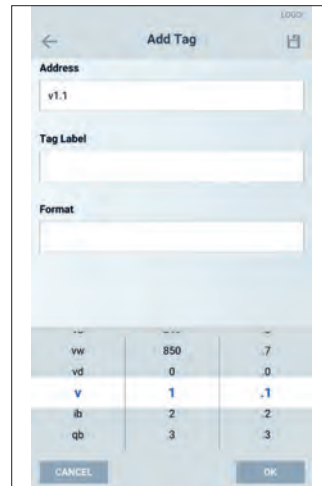 LOGO!
Add Tag
Address
v1.1
Tag Label
Format
vw 850 .7
vd 0 .0
v 1 .1
ib 2 .2
qb 3 .3
CANCEL OK